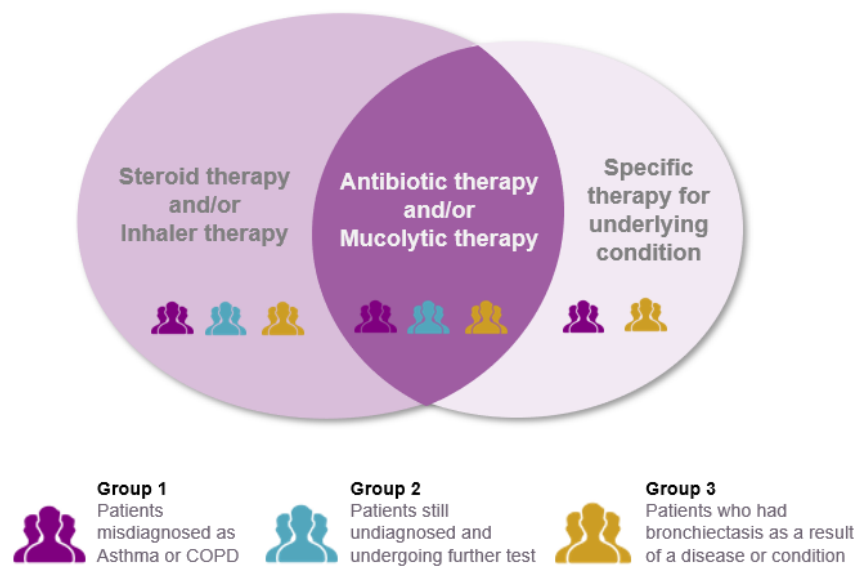 Steroid therapy
and/or
Inhaler therapy
Antibiotic therapy
and/or
Mucolytic therapy
Specific
therapy for
underlying
condition
Group 1
Patients
misdiagnosed as
Asthma or COPD
Group 2
Patients still
undiagnosed and
undergoing further test
Group 3
Patients who had
bronchiectasis as a result
of a disease or condition